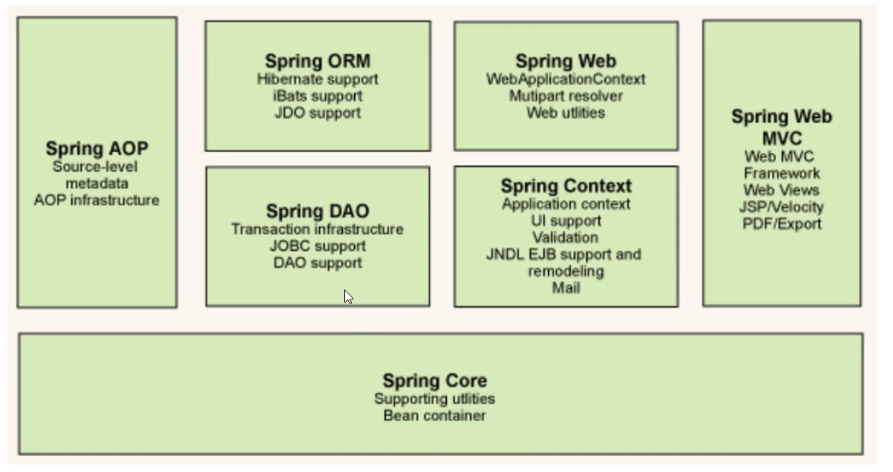 Spring AOP
Source-level
metadata
AOP infrastructure
Spring ORM
Hibernate support
iBats support
JDO support
Spring Web
WebApplicationContext
Mutipart resolver
Web utlities
Spring Web
MVC
Web MVC
Framework
Web Views
JSP/Velocity
PDF/Export
Spring DAO
Transaction infrastructure
JOBC support
DAO support
Spring Context
Application context
UI support
Validation
JNDL EJB support and
remodeling
Mail
Spring Core
Supporting utlities
Bean container